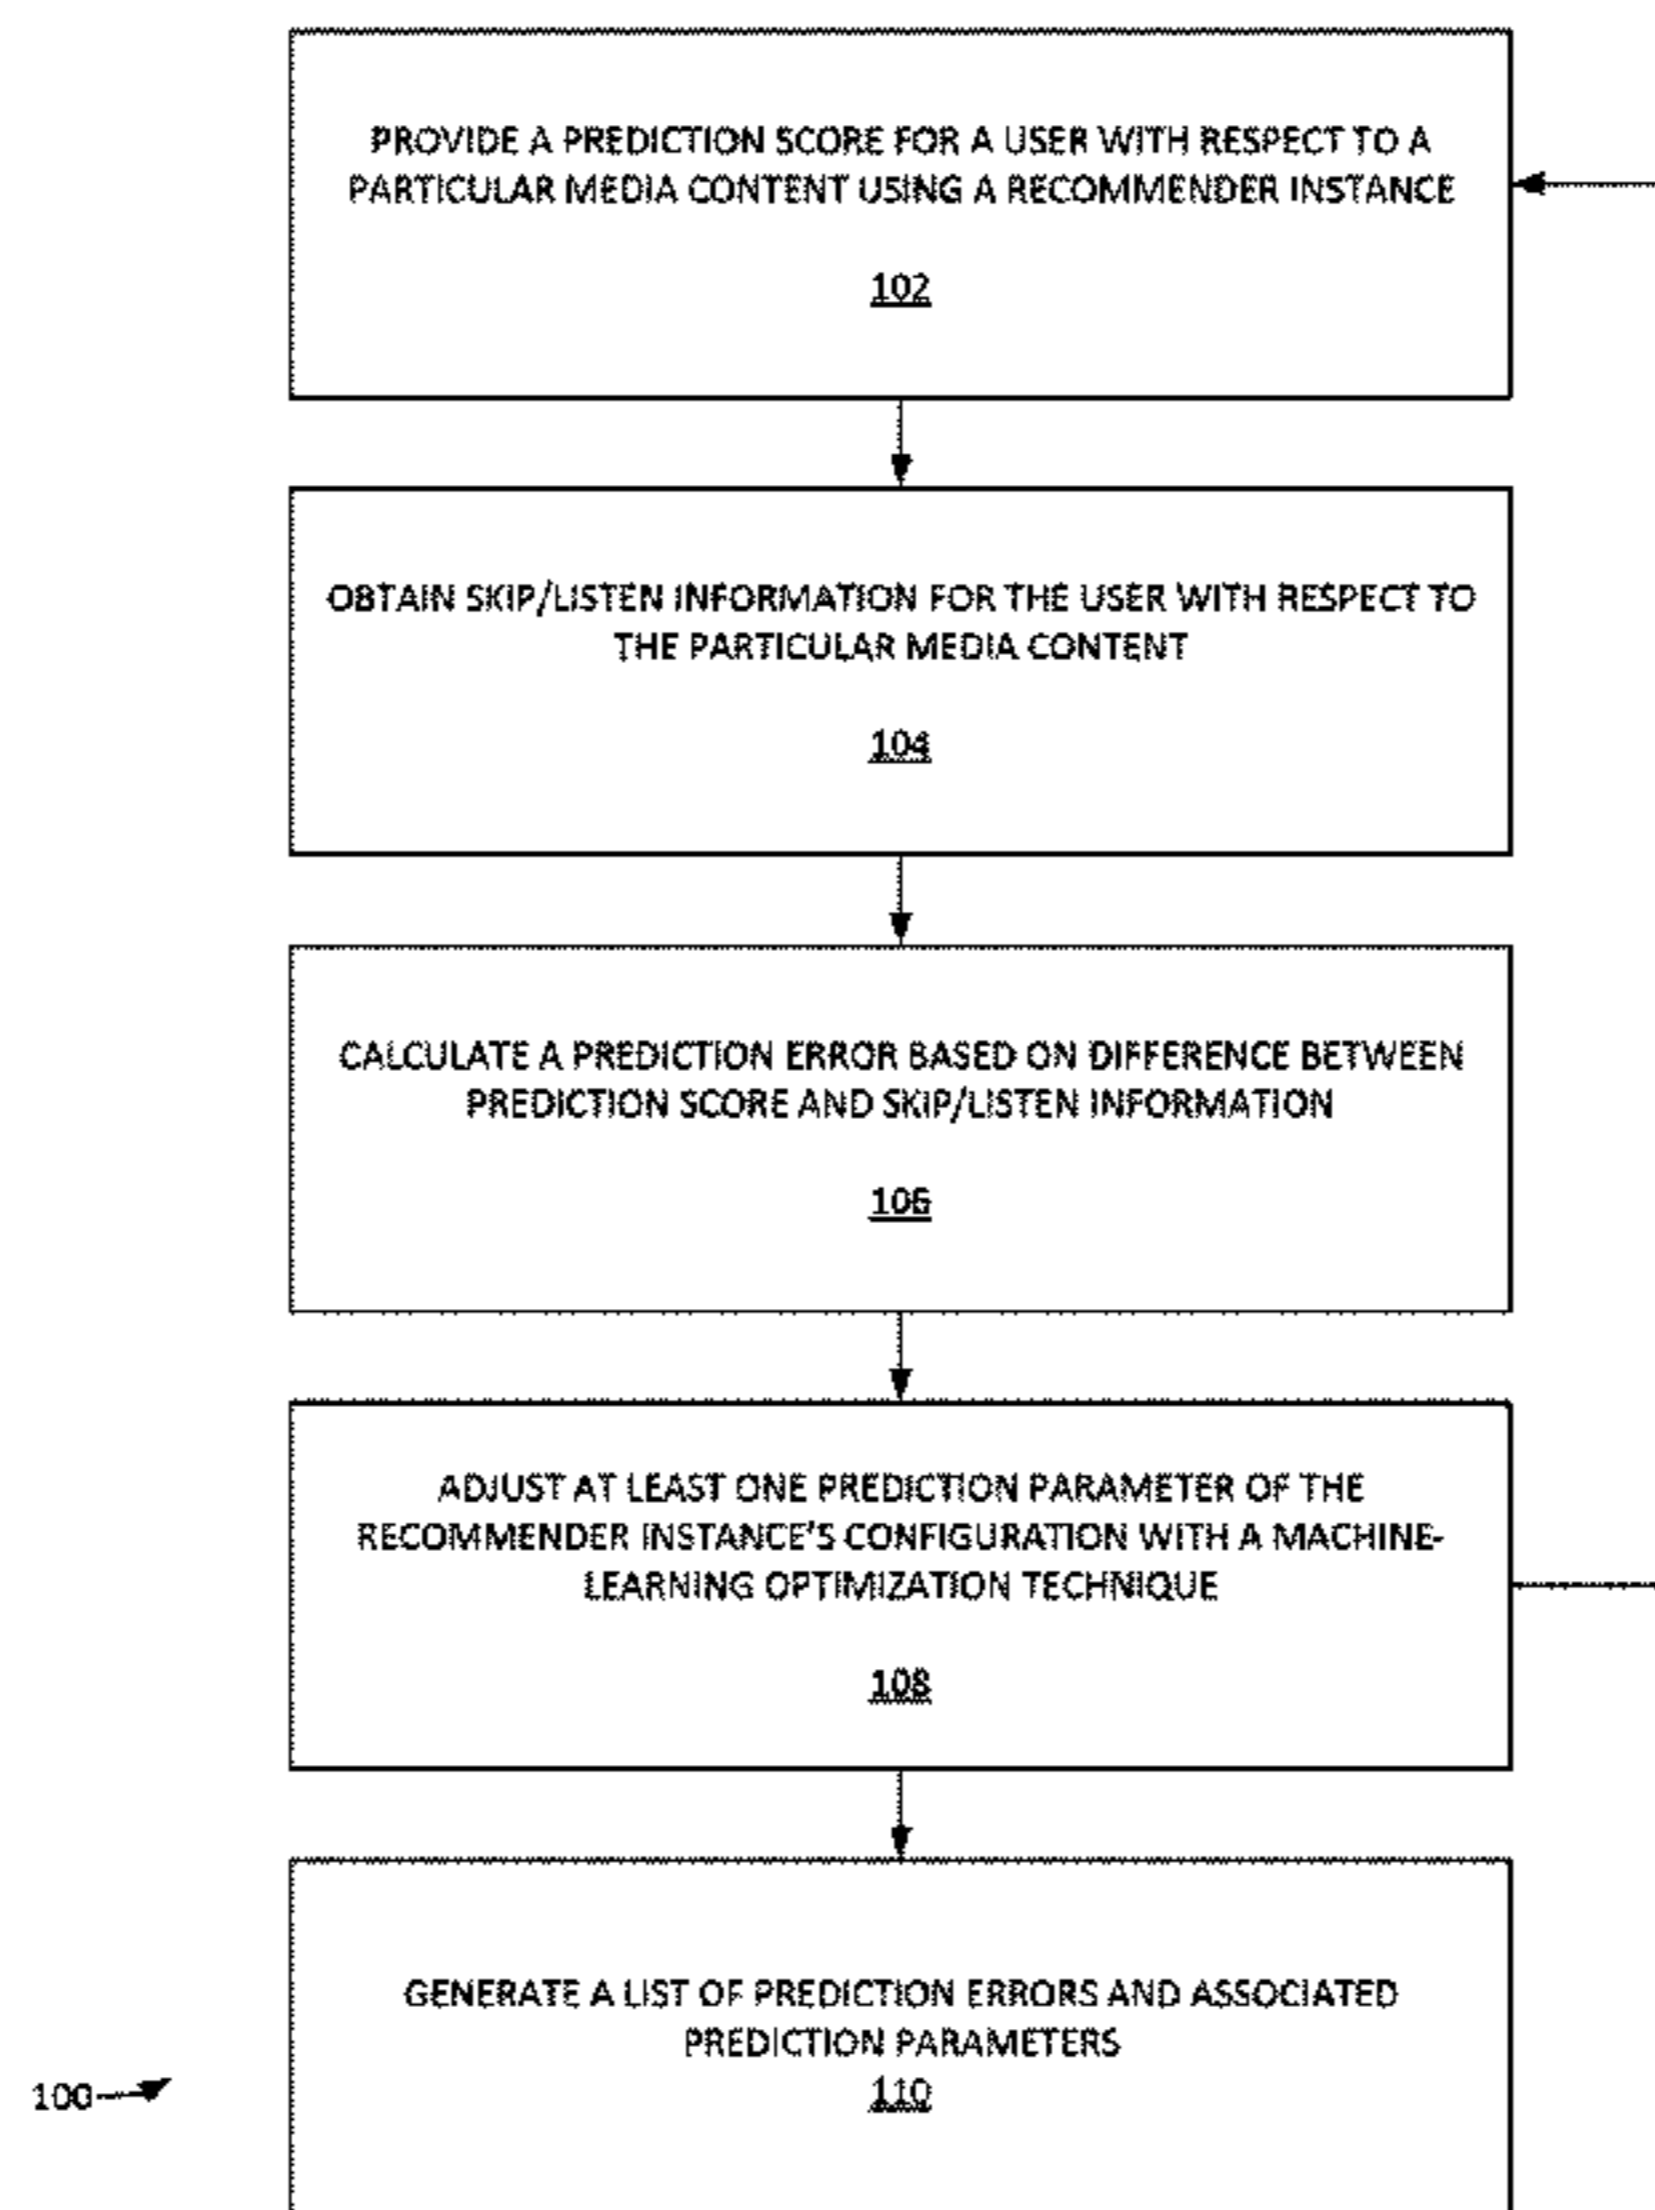 PROVIDE A PREDICTION SCORE FOR A USER WITH RESPECT TO A
PARTICULAR MEDIA CONTENT USING A RECOMMENDER INSTANCE
102
OBTAIN SKIP/LISTEN INFORMATION FOR THE USER WITH RESPECT TO
THE PARTICULAR MEDIA CONTENT
104
CALCULATE A PREDICTION ERROR BASED ON DIFFERENCE BETWEEN
PREDICTION SCORE AND SKIP/LISTEN INFORMATION
106
ADJUST AT LEAST ONE PREDICTION PARAMETER OF THE
RECOMMENDER INSTANCE'S CONFIGURATION WITH A MACHINE-
LEARNING OPTIMIZATION TECHNIQUE
108
GENERATE A LIST OF PREDICTION ERRORS AND ASSOCIATED
PREDICTION PARAMETERS
110
100